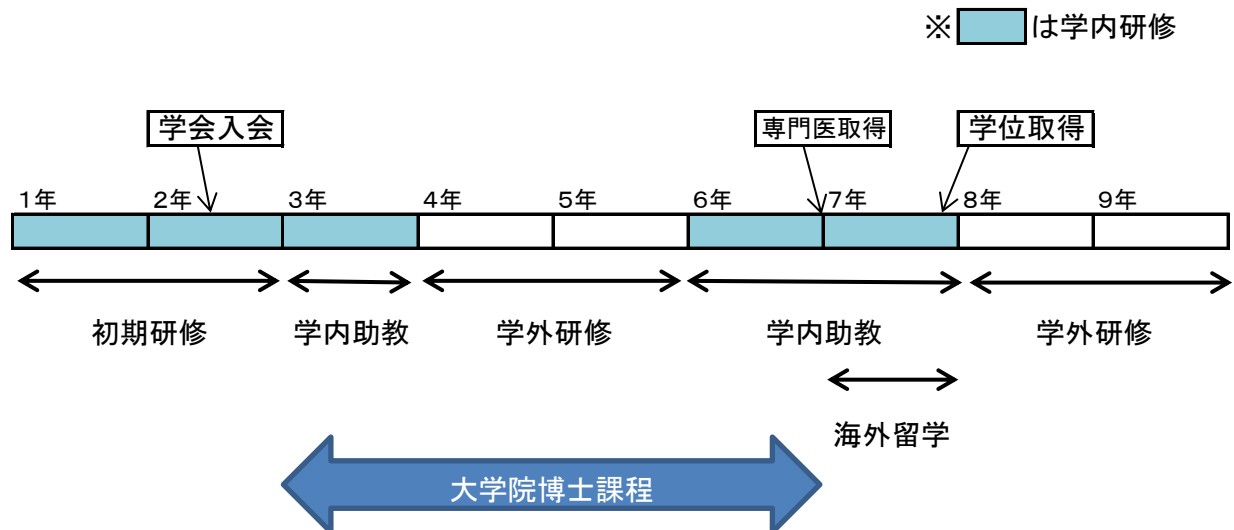 ※ は学内研修
学会入会
専門医取得
学位取得
1年 2年 3年 4年 5年 6年 7年 8年 9年
初期研修 学内助教 学外研修 学内助教 学外研修
海外留学
大学院博士課程